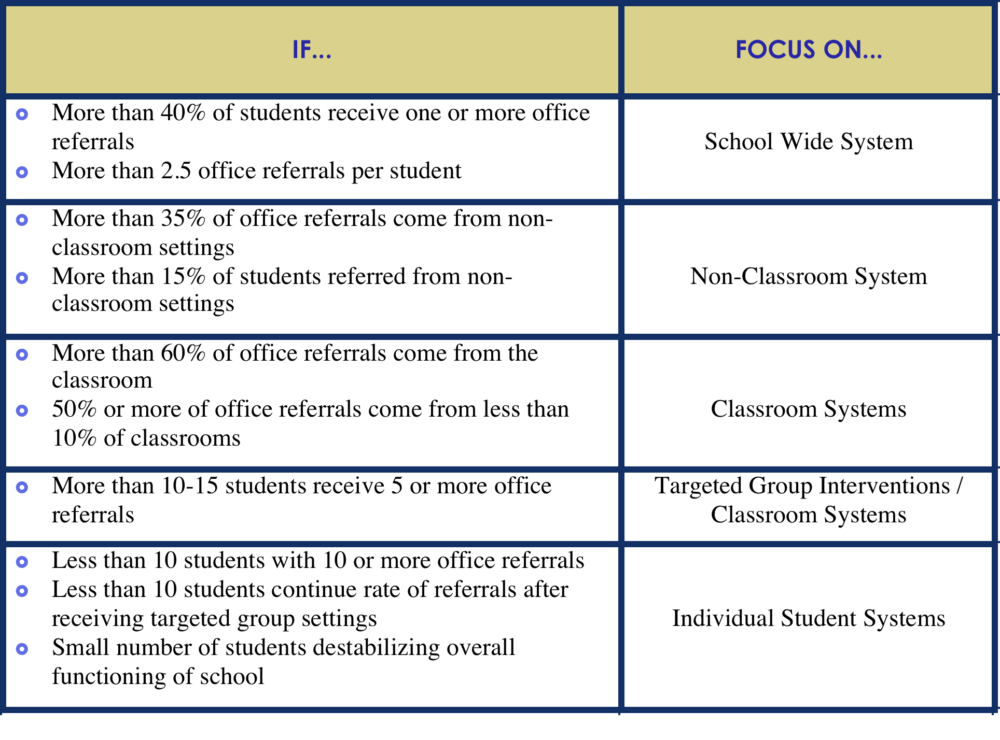 IF...
FOCUS ON...
More than 40% of students receive one or more office
referrals
More than 2.5 office referrals per student
School Wide System
More than 35% of office referrals come from non-
classroom settings
More than 15% of students referred from non-
classroom settings
Non-Classroom System
More than 60% of office referrals come from the
classroom
50% or more of office referrals come from less than
10% of classrooms
Classroom Systems
More than 10-15 students receive 5 or more office
referrals
Targeted Group Interventions /
Classroom Systems
Less than 10 students with 10 or more office referrals
Less than 10 students continue rate of referrals after
receiving targeted group settings
Small number of students destabilizing overall
functioning of school
Individual Student Systems